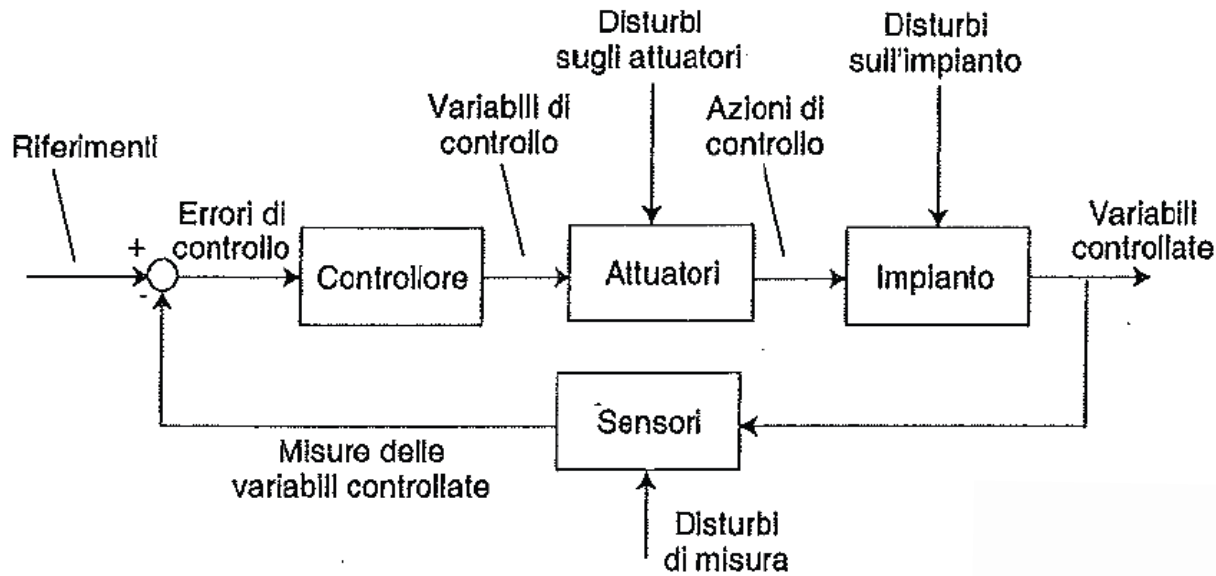 Disturbi
sugli attuatori
Disturbi
sull'impianto
Variabili di
controllo
Azioni di
controllo
Riferimenti
Errori di
controllo
Variabili
controllate
+
-
Controllore
Attuatori
Impianto
Sensori
Misure delle
variabili controllate
Disturbi
di misura